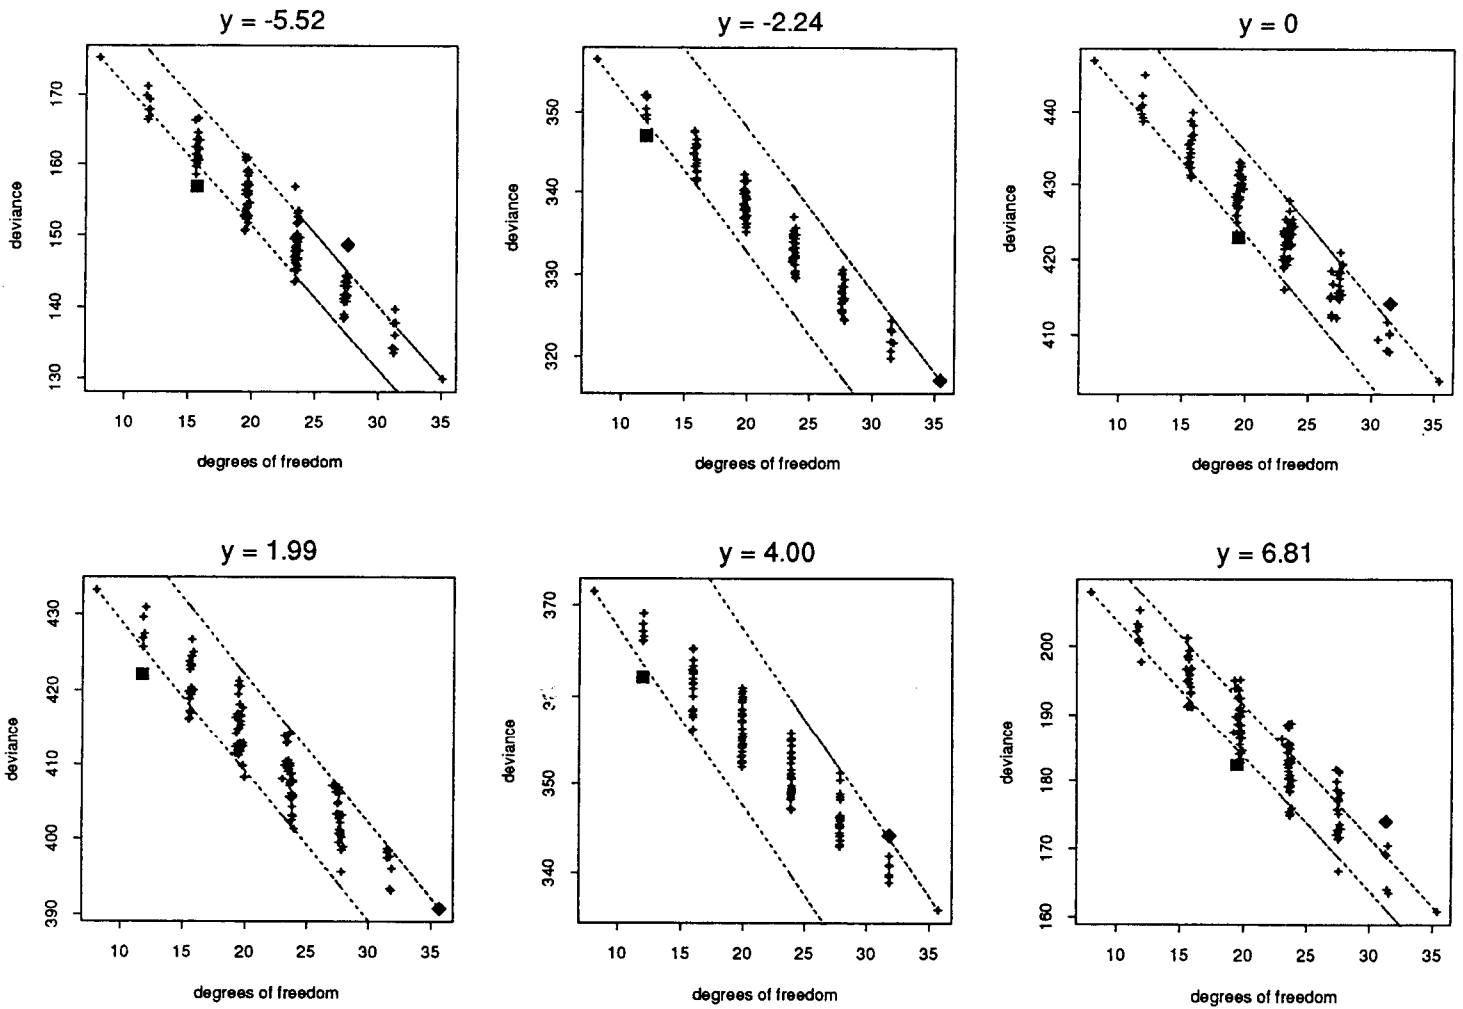 y = -5.52
170
160
150
140
130
deviance
10 15 20 25 30 35
degrees of freedom
y = -2.24
350
340
330
320
deviance
10 15 20 25 30 35
degrees of freedom
y = 0
440
430
420
410
deviance
10 15 20 25 30 35
degrees of freedom
y = 1.99
430
420
410
400
390
deviance
10 15 20 25 30 35
degrees of freedom
y = 4.00
370
350
340
deviance
10 15 20 25 30 35
degrees of freedom
y = 6.81
200
190
180
170
160
deviance
10 15 20 25 30 35
degrees of freedom